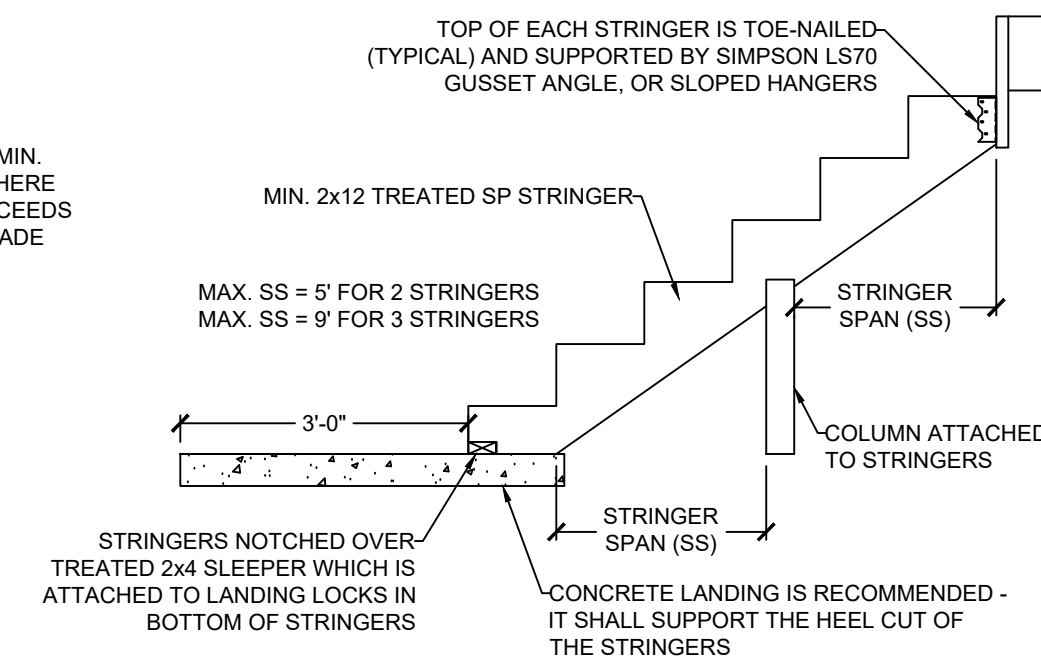 TOP OF EACH STRINGER IS TOE-NAILED
(TYPICAL) AND SUPPORTED BY SIMPSON LS70
GUSSET ANGLE, OR SLOPED HANGERS
MIN.
HERE
CEEDS
ADE
MIN. 2x12 TREATED SP STRINGER
MAX. SS = 5' FOR 2 STRINGERS
MAX. SS = 9' FOR 3 STRINGERS
STRINGER
SPAN (SS)
3'-0"
COLUMN ATTACHED
TO STRINGERS
STRINGER
SPAN (SS)
STRINGERS NOTCHED OVER
TREATED 2x4 SLEEPER WHICH IS
ATTACHED TO LANDING LOCKS IN
BOTTOM OF STRINGERS
CONCRETE LANDING IS RECOMMENDED -
IT SHALL SUPPORT THE HEEL CUT OF
THE STRINGERS